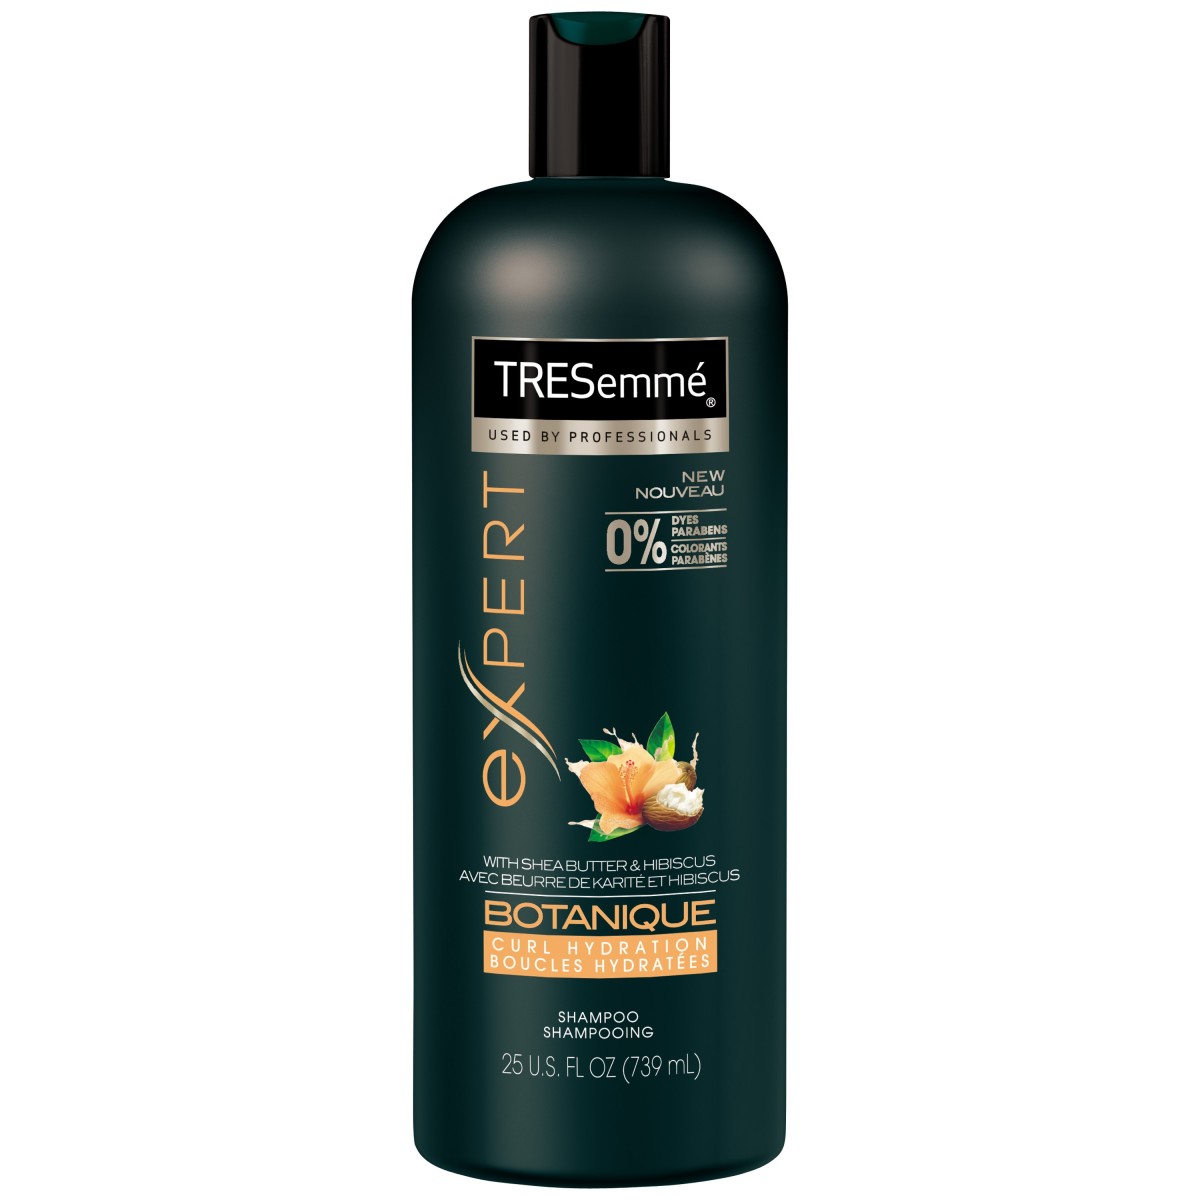 TRESemmé®
USED BY PROFESSIONALS
eXPERT
NEW
NOUVEAU
0% DYES
PARABENS
COLORANTS
PARABÈNES
WITH SHEA BUTTER & HIBISCUS
AVEC BEURRE DE KARITÉ ET HIBISCUS
BOTANIQUE
CURL HYDRATION
BOUCLES HYDRATÉES
SHAMPOO
SHAMPOOING
25 U.S. FL OZ (739 mL)